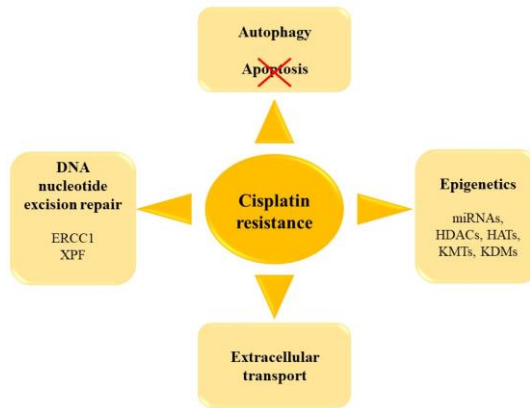 Autophagy
Apoptosis
DNA
nucleotide
excision repair
ERCC1
XPF
Cisplatin
resistance
Epigenetics
miRNAs,
HDACs, HATs,
KMTs, KDMs
Extracellular
transport